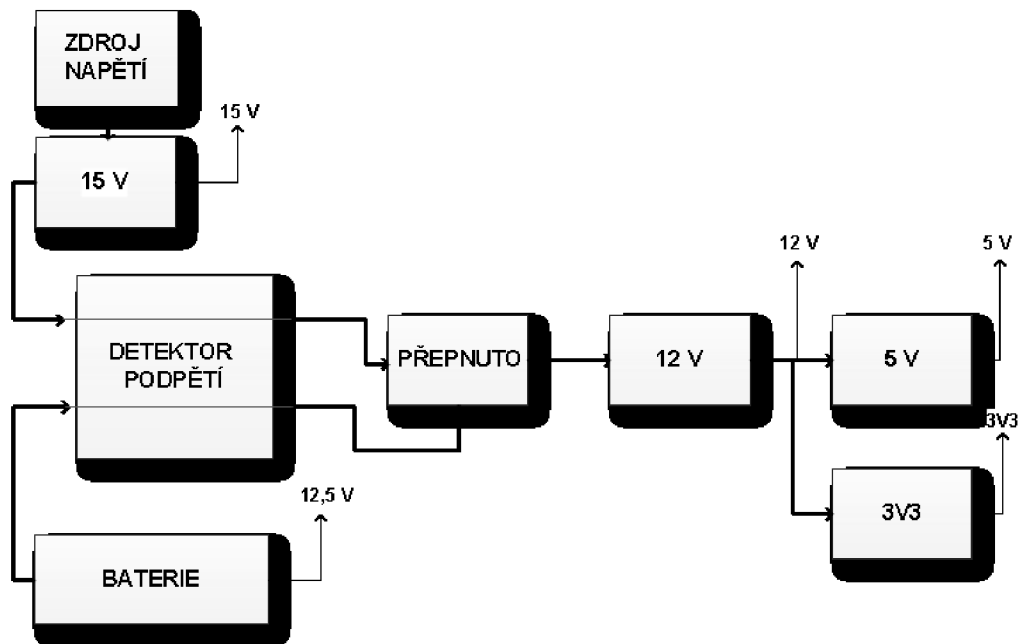 ZDROJ
NAPĚTÍ
15 V
15 V
12 V
5 V
DETEKTOR
PODPĚTÍ
PŘEPNUTO
12 V
5 V
3V3
12,5 V
3V3
BATERIE